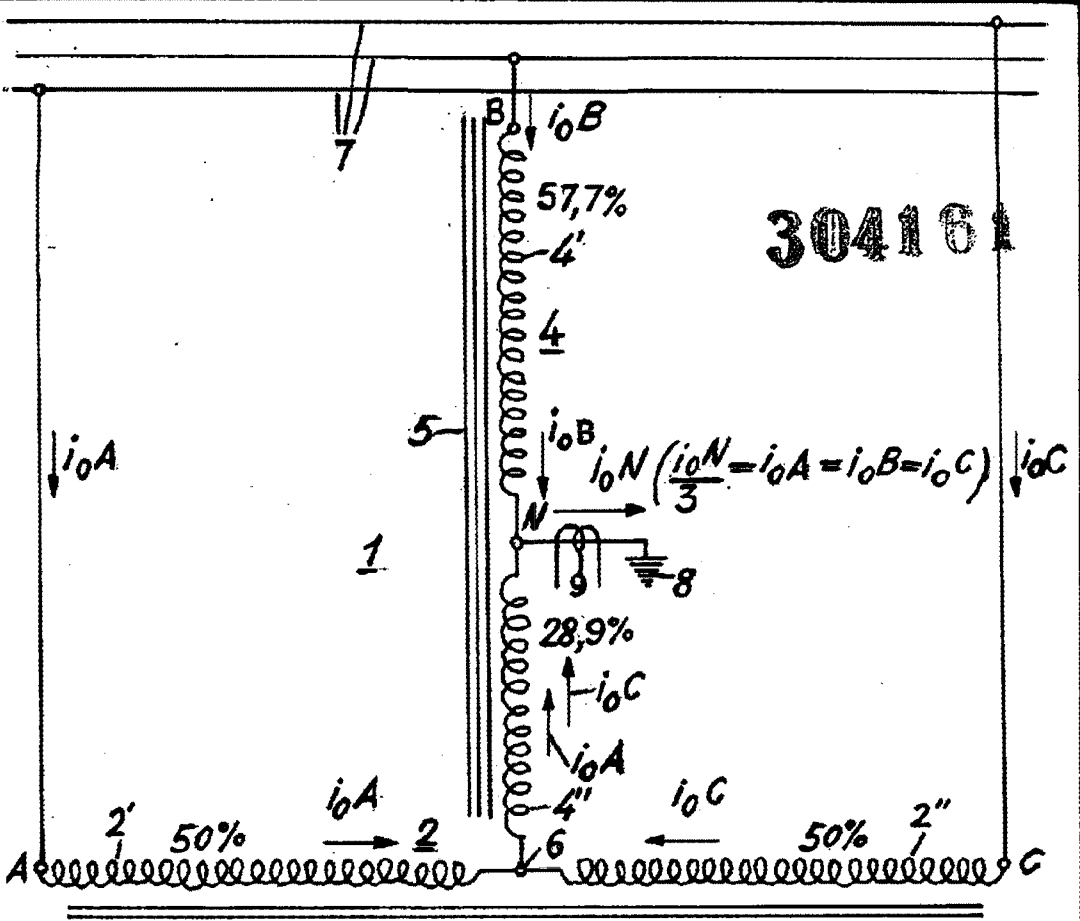 7
B i₀B
57,7%
4'
304161
4
5
i₀B
i₀A
i₀N (i₀N/3 = i₀A = i₀B = i₀C)
i₀C
N
1
9
8
28,9%
i₀C
i₀A
4''
i₀A
i₀C
2'
50%
2
6
50%
2''
A
C